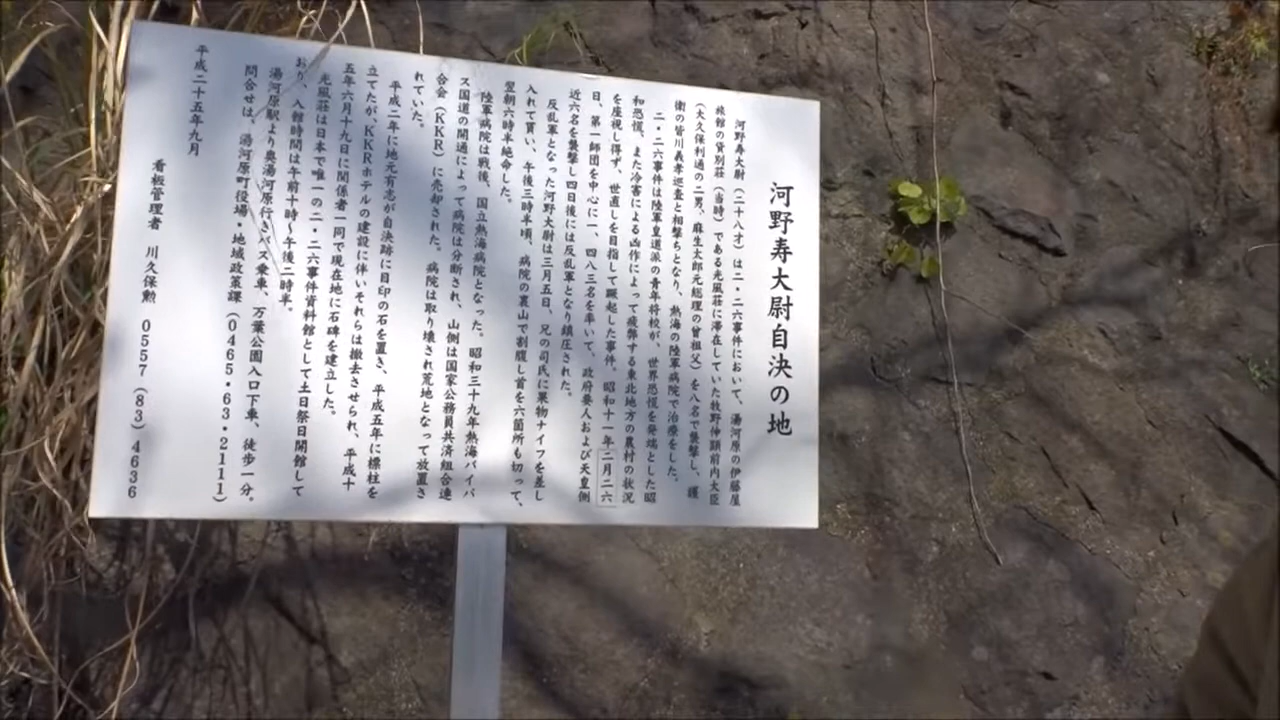 河野寿大尉自決の地
河野寿大尉（二十八才）は二・二六事件において、湯河原の伊藤屋
旅館の貸別荘（当時）である光風荘に滞在していた牧野伸顕前内大臣
（大久保利通の二男、麻生太郎元総理の曽祖父）を八名で襲撃し、護
衛の皆川義孝巡査と相撃ちとなり、熱海の陸軍病院で治療をした。
二・二六事件は陸軍皇道派の青年将校が、世界恐慌を発端とした昭
和恐慌、また冷害による凶作によって疲弊する東北地方の農村の状況
を座視し得ず、世直しを目指して蹶起した事件。昭和十一年二月二六
日、第一師団を中心に一、四八三名を率いて、政府要人および天皇側
近六名を襲撃し四日後には反乱軍となり鎮圧された。
反乱軍となった河野大尉は三月五日、兄の司氏に果物ナイフを差し
入れて貰い、午後三時半頃、病院の裏山で割腹し首を六箇所も切って、
翌朝六時半絶命した。
陸軍病院は戦後、国立熱海病院となった。昭和三十九年熱海バイパ
ス国道の開通によって病院は分断され、山側は国家公務員共済組合連
合会（KKR）に売却された。病院は取り壊され荒地となって放置さ
れていた。
平成二年に地元有志が自決跡に目印の石を置き、平成五年に標柱を
立てたが、KKRホテルの建設に伴いそれらは撤去させられ、平成十
五年六月十九日に関係者一同で現在地に石碑を建立した。
光風荘は日本で唯一の二・二六事件資料館として土日祭日開館して
おり、入館時間は午前十時〜午後二時半。
湯河原駅より奥湯河原行きバス乗車、万葉公園入口下車、徒歩一分。
問合せは、湯河原町役場・地域政策課（0465・63・2111）
平成二十五年九月
看板管理者 川久保勲 0557（83）4636